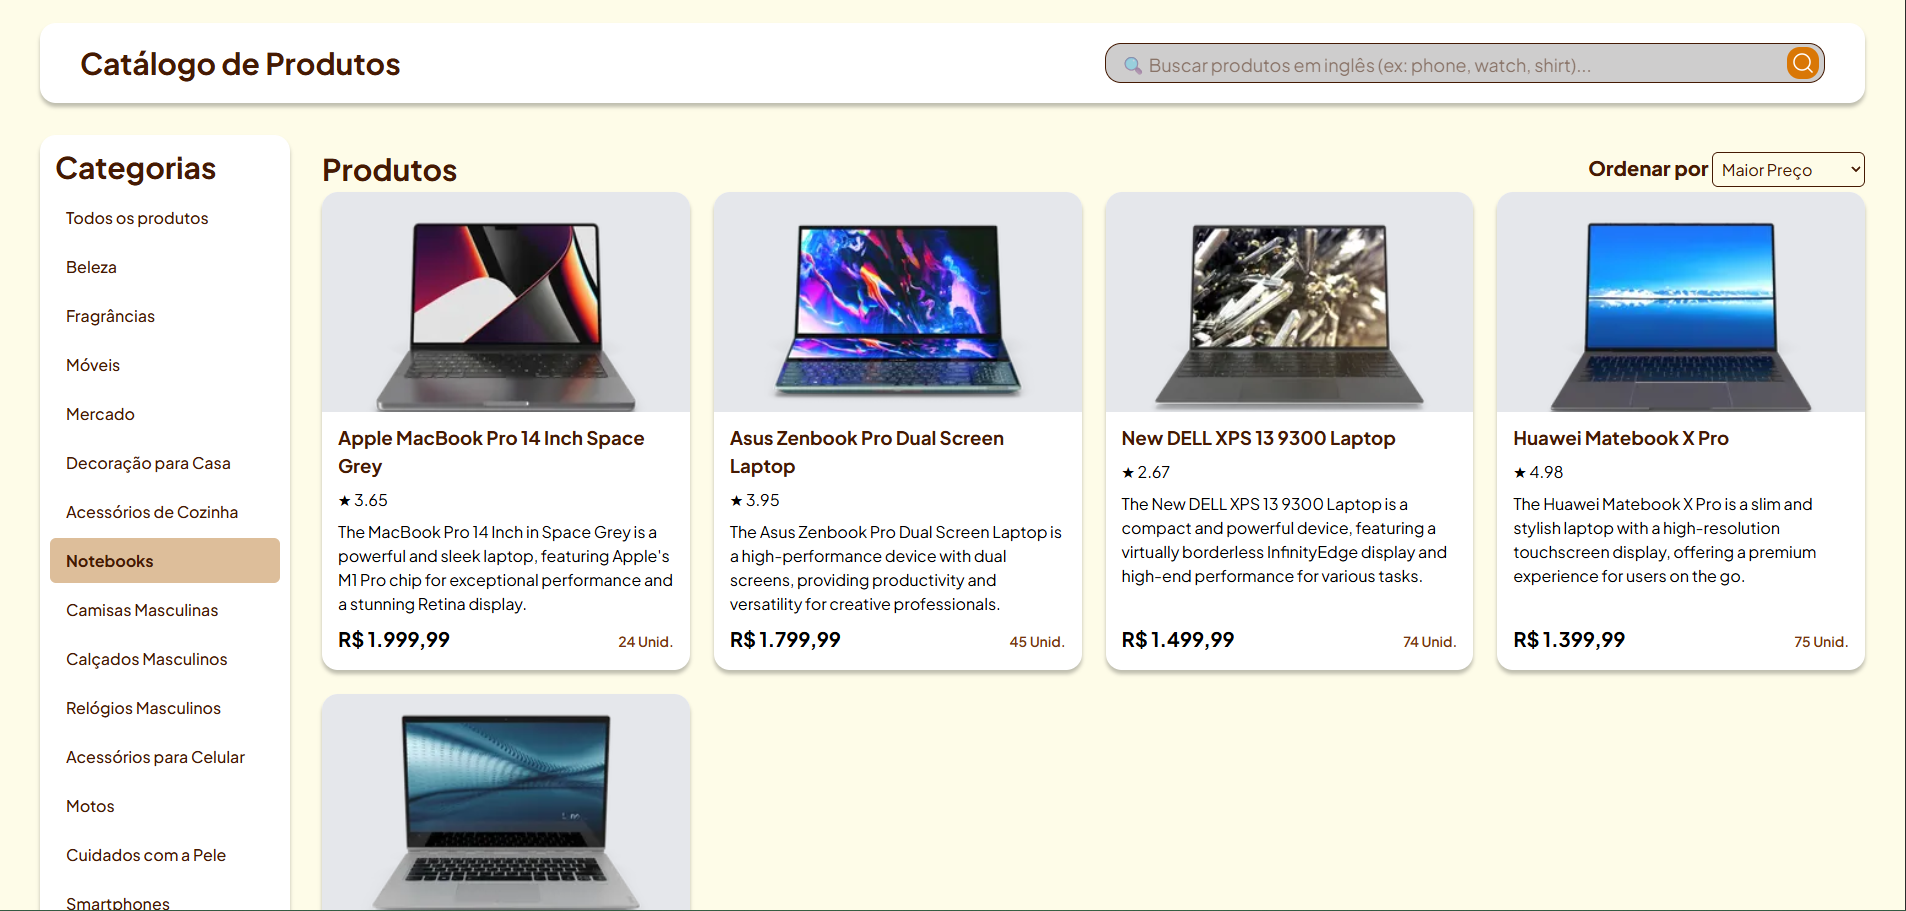 Catálogo de Produtos
🔍 Buscar produtos em inglês (ex: phone, watch, shirt)...
Categorias
Todos os produtos
Beleza
Fragrâncias
Móveis
Mercado
Decoração para Casa
Acessórios de Cozinha
Notebooks
Camisas Masculinas
Calçados Masculinos
Relógios Masculinos
Acessórios para Celular
Motos
Cuidados com a Pele
Smartphones
Produtos
Ordenar por Maior Preço
Apple MacBook Pro 14 Inch Space
Grey
★ 3.65
The MacBook Pro 14 Inch in Space Grey is a
powerful and sleek laptop, featuring Apple's
M1 Pro chip for exceptional performance and
a stunning Retina display.
R$ 1.999,99
24 Unid.
Asus Zenbook Pro Dual Screen
Laptop
★ 3.95
The Asus Zenbook Pro Dual Screen Laptop is
a high-performance device with dual
screens, providing productivity and
versatility for creative professionals.
R$ 1.799,99
45 Unid.
New DELL XPS 13 9300 Laptop
★ 2.67
The New DELL XPS 13 9300 Laptop is a
compact and powerful device, featuring a
virtually borderless InfinityEdge display and
high-end performance for various tasks.
R$ 1.499,99
74 Unid.
Huawei Matebook X Pro
★ 4.98
The Huawei Matebook X Pro is a slim and
stylish laptop with a high-resolution
touchscreen display, offering a premium
experience for users on the go.
R$ 1.399,99
75 Unid.